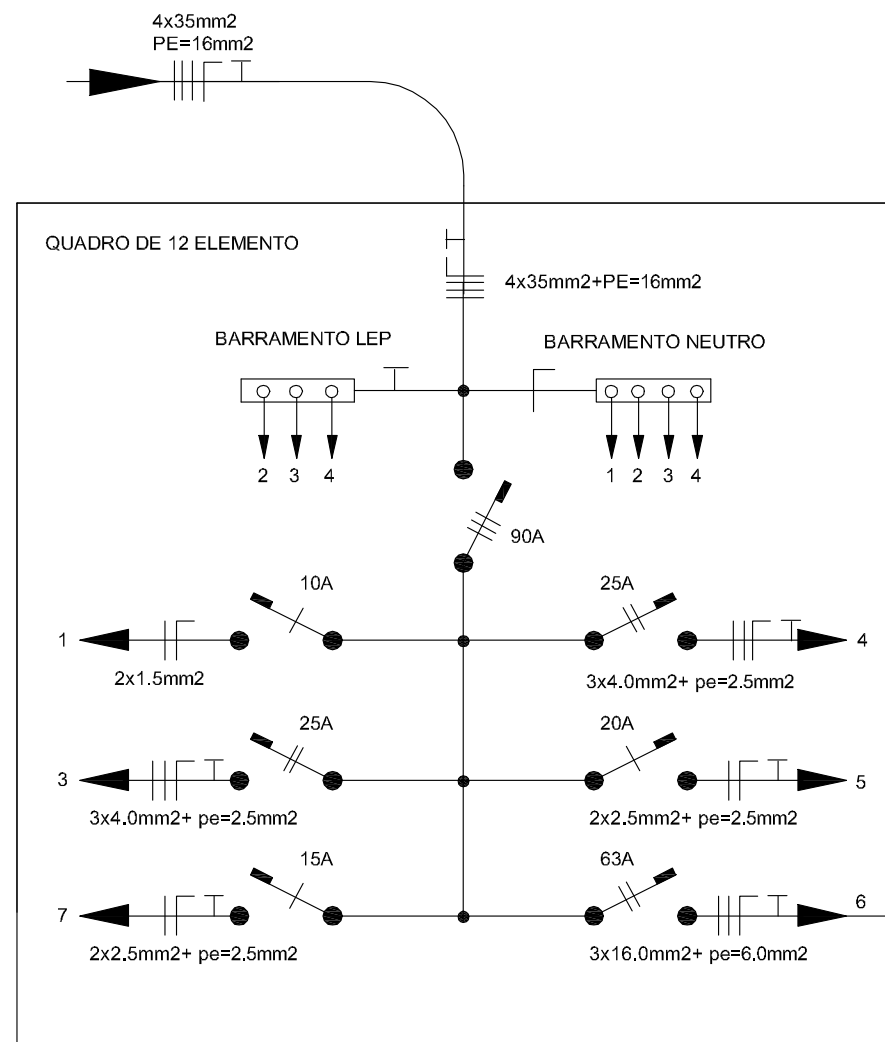 4x35mm2
PE=16mm2
QUADRO DE 12 ELEMENTO
4x35mm2+PE=16mm2
BARRAMENTO LEP
BARRAMENTO NEUTRO
2 3 4
1 2 3 4
90A
10A
25A
1
4
2x1.5mm2
3x4.0mm2+ pe=2.5mm2
25A
20A
3
5
3x4.0mm2+ pe=2.5mm2
2x2.5mm2+ pe=2.5mm2
15A
63A
7
6
2x2.5mm2+ pe=2.5mm2
3x16.0mm2+ pe=6.0mm2